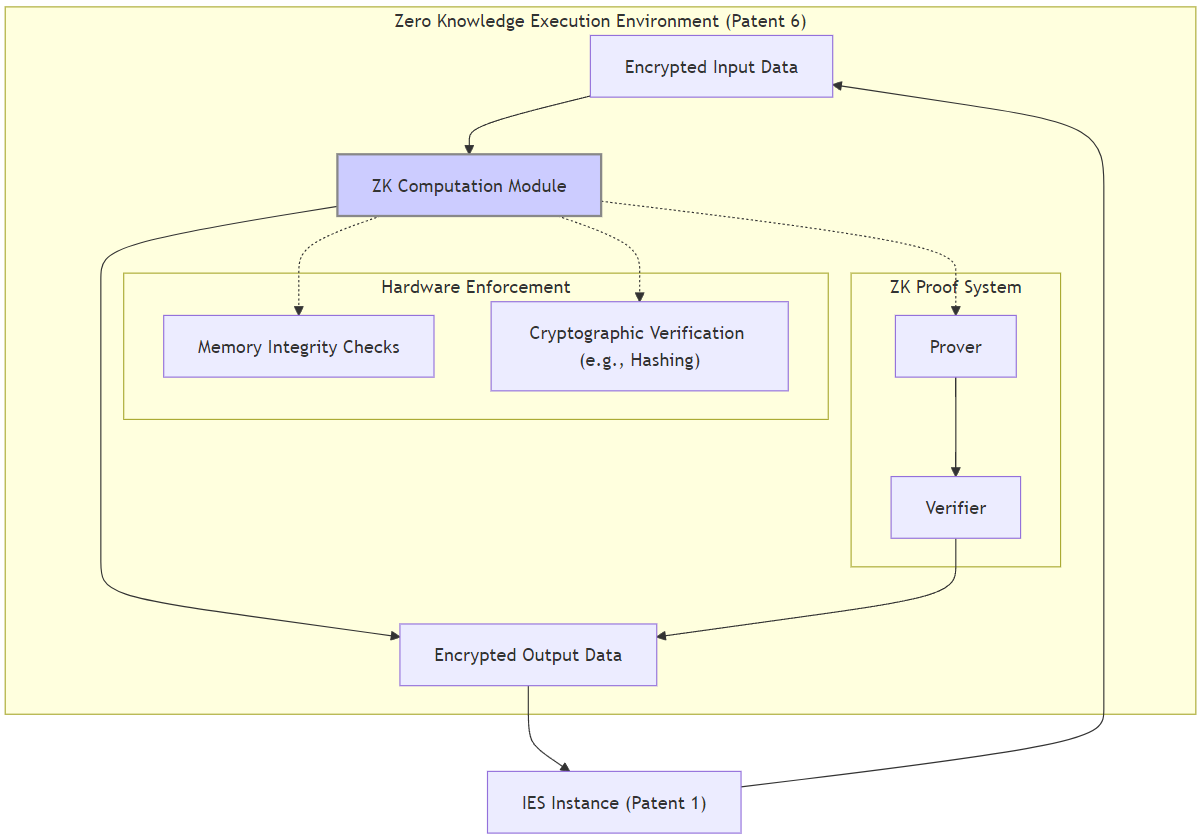 Zero Knowledge Execution Environment (Patent 6)
Encrypted Input Data
ZK Computation Module
Hardware Enforcement
ZK Proof System
Memory Integrity Checks
Cryptographic Verification
(e.g., Hashing)
Prover
Verifier
Encrypted Output Data
IES Instance (Patent 1)